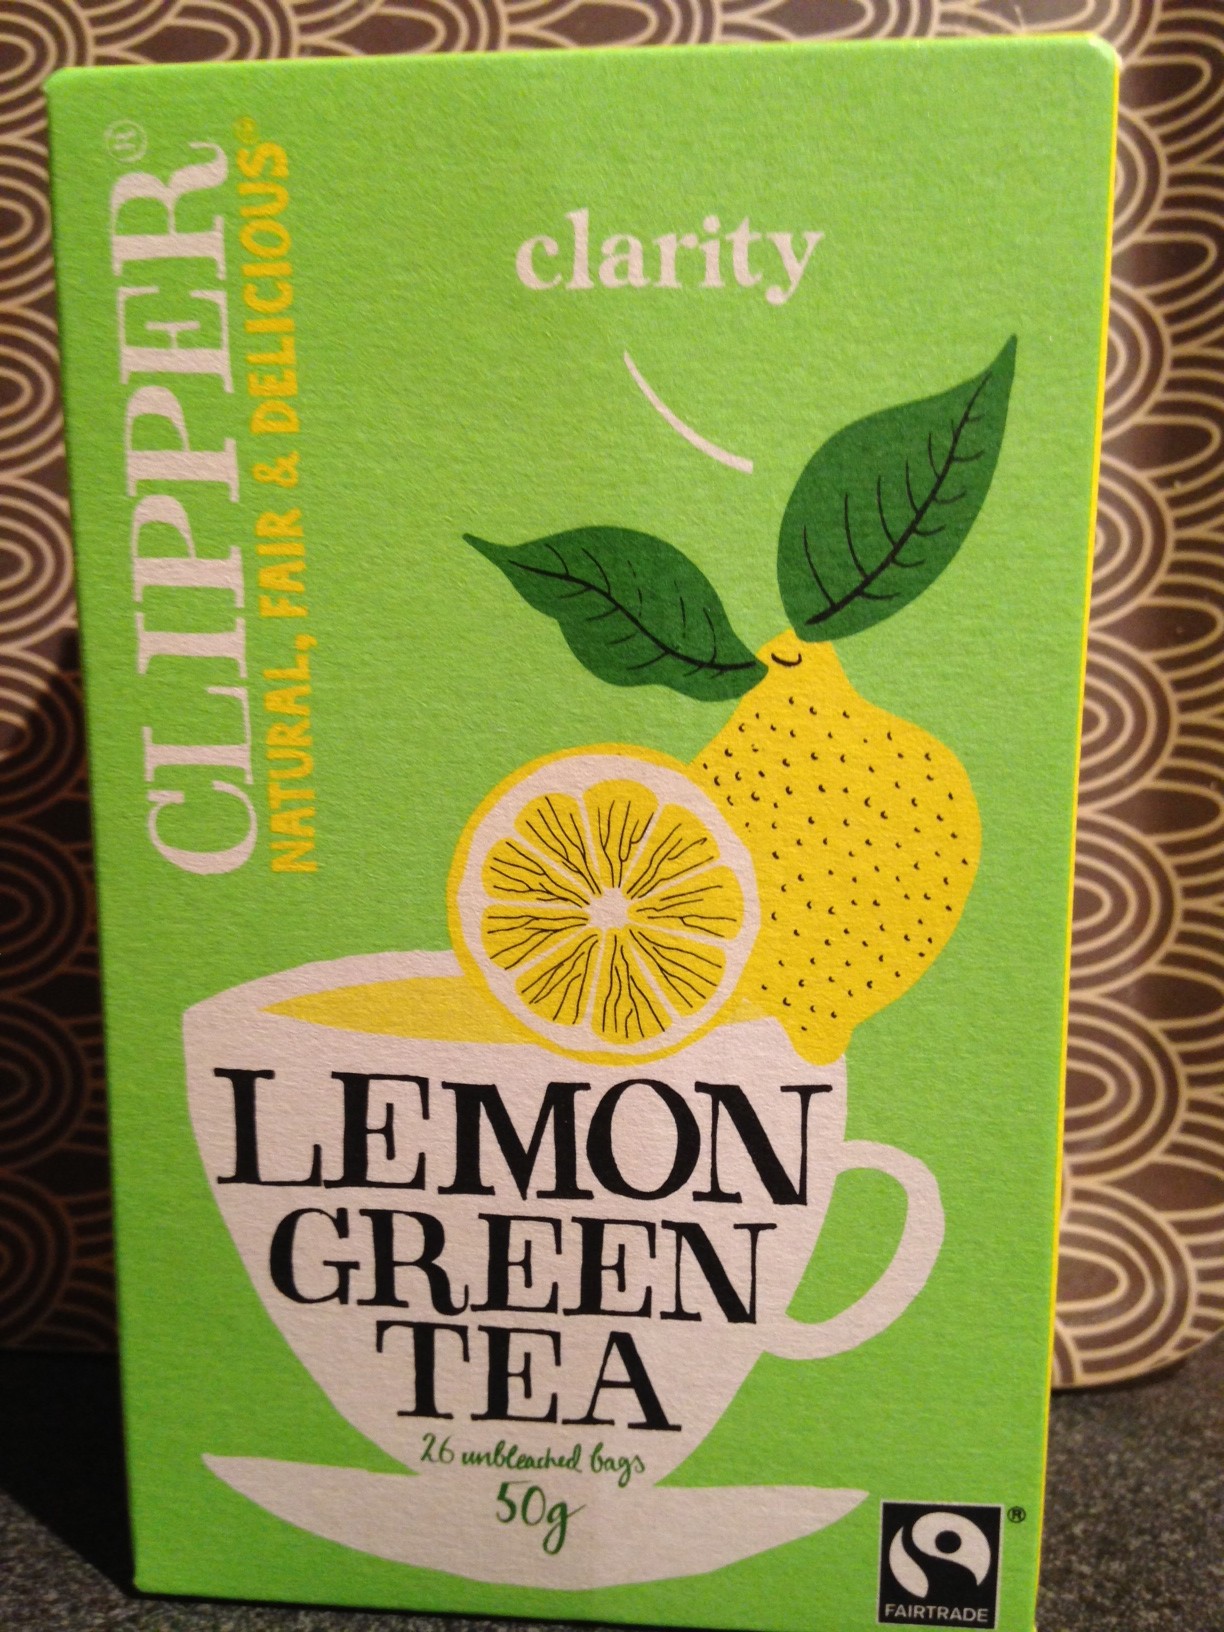 CLIPPER®
NATURAL, FAIR & DELICIOUS®
clarity
LEMON
GREEN
TEA
26 unbleached bags
50g
FAIRTRADE
®